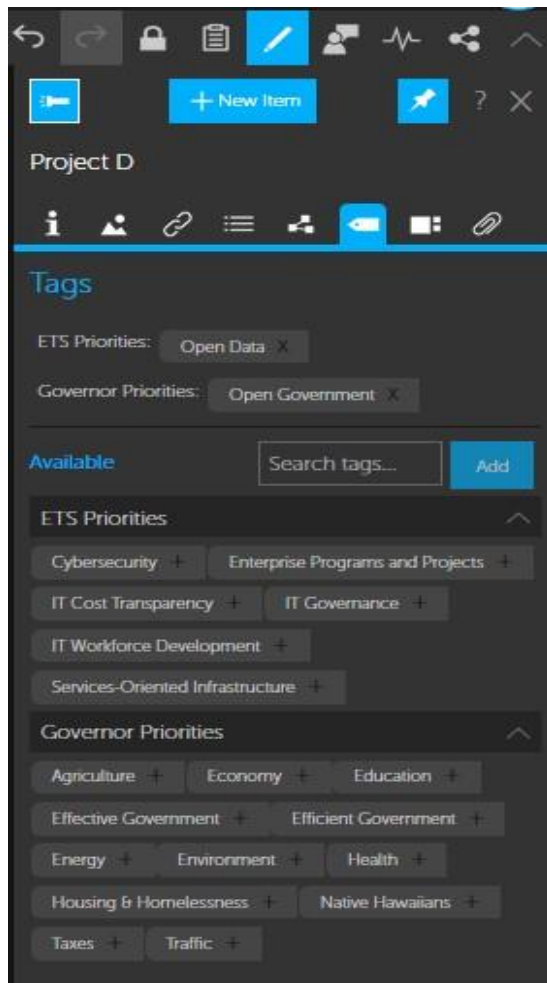 + New Item
?
Project D
Tags
ETS Priorities: Open Data X
Governor Priorities: Open Government X
Available Search tags... Add
ETS Priorities
Cybersecurity + Enterprise Programs and Projects +
IT Cost Transparency + IT Governance +
IT Workforce Development +
Services-Oriented Infrastructure +
Governor Priorities
Agriculture + Economy + Education +
Effective Government + Efficient Government +
Energy + Environment + Health +
Housing & Homelessness + Native Hawaiians +
Taxes + Traffic +